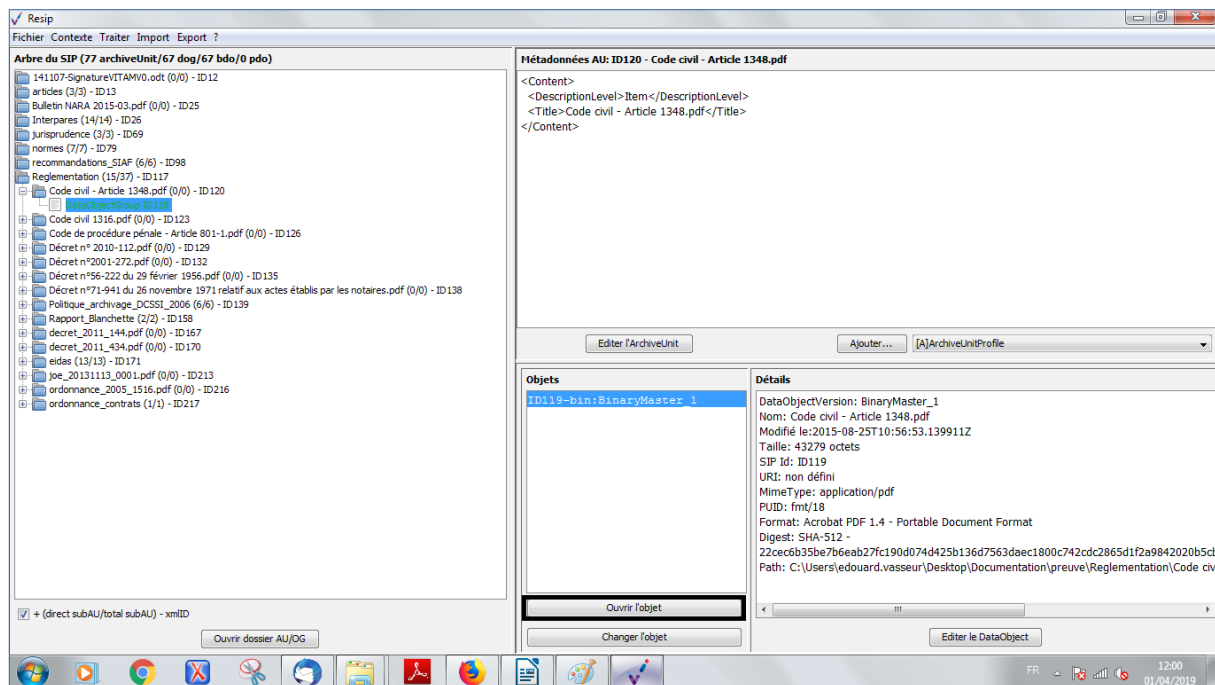 Resip
Fichier Contexte Traiter Import Export ?
Arbre du SIP (77 archiveUnit/67 dog/67 bdo/0 pdo)
141107-SignatureVITAMV0.odt (0/0) - ID12
articles (3/3) - ID13
Bulletin NARA 2015-03.pdf (0/0) - ID25
Interpares (14/14) - ID26
jurisprudence (3/3) - ID69
normes (7/7) - ID79
recommandations_SIAF (6/6) - ID98
Reglementation (15/37) - ID117
Code civil - Article 1348.pdf (0/0) - ID120
DataObjectGroup ID118
Code civil 1316.pdf (0/0) - ID123
Code de procédure pénale - Article 801-1.pdf (0/0) - ID126
Décret n° 2010-112.pdf (0/0) - ID129
Décret n°2001-272.pdf (0/0) - ID132
Décret n°56-222 du 29 février 1956.pdf (0/0) - ID135
Décret n°71-941 du 26 novembre 1971 relatif aux actes établis par les notaires.pdf (0/0) - ID138
Politique_archivage_DCSSI_2006 (6/6) - ID139
Rapport_Blanchette (2/2) - ID158
decret_2011_144.pdf (0/0) - ID167
decret_2011_434.pdf (0/0) - ID170
eidas (13/13) - ID171
joe_20131113_0001.pdf (0/0) - ID213
ordonnance_2005_1516.pdf (0/0) - ID216
ordonnance_contrats (1/1) - ID217
+ (direct subAU/total subAU) - xmlID
Ouvrir dossier AU/OG
Métadonnées AU: ID120 - Code civil - Article 1348.pdf
<Content>
<DescriptionLevel>Item</DescriptionLevel>
<Title>Code civil - Article 1348.pdf</Title>
</Content>
Editer l'ArchiveUnit
Ajouter...
[A]ArchiveUnitProfile
Objets
ID119-bin:BinaryMaster_1
Ouvrir l'objet
Changer l'objet
Détails
DataObjectVersion: BinaryMaster_1
Nom: Code civil - Article 1348.pdf
Modifié le:2015-08-25T10:56:53.139911Z
Taille: 43279 octets
SIP Id: ID119
URI: non défini
MimeType: application/pdf
PUID: fmt/18
Format: Acrobat PDF 1.4 - Portable Document Format
Digest: SHA-512 -
22cec6b35be7b6eab27fc190d074d425b136d7563daec1800c742cdc2865d1f2a9842020b5cb
Path: C:\Users\edouard.vasseur\Desktop\Documentation\preuve\Reglementation\Code civ
Editer le DataObject
FR
12:00
01/04/2019